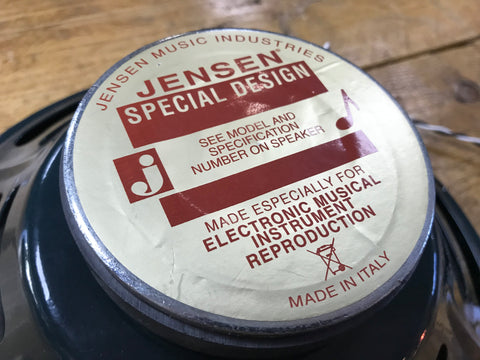 JENSEN MUSIC INDUSTRIES
JENSEN®
SPECIAL DESIGN
SEE MODEL AND
SPECIFICATION
NUMBER ON SPEAKER
j
MADE ESPECIALLY FOR
ELECTRONIC MUSICAL
INSTRUMENT
REPRODUCTION
MADE IN ITALY